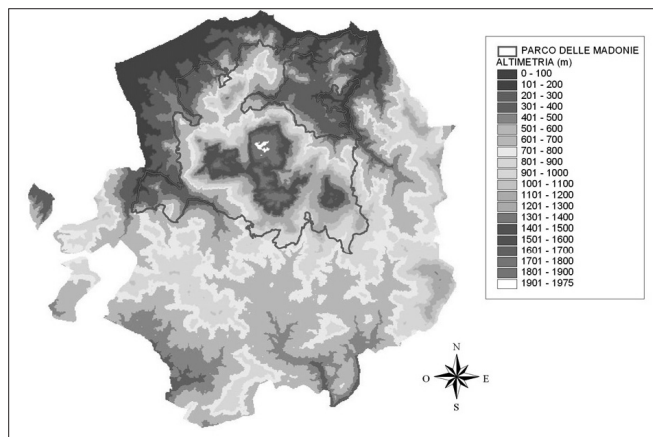 PARCO DELLE MADONIE
ALTIMETRIA (m)
0 - 100
101 - 200
201 - 300
301 - 400
401 - 500
501 - 600
601 - 700
701 - 800
801 - 900
901 - 1000
1001 - 1100
1101 - 1200
1201 - 1300
1301 - 1400
1401 - 1500
1501 - 1600
1601 - 1700
1701 - 1800
1801 - 1900
1901 - 1975
N
O E
S